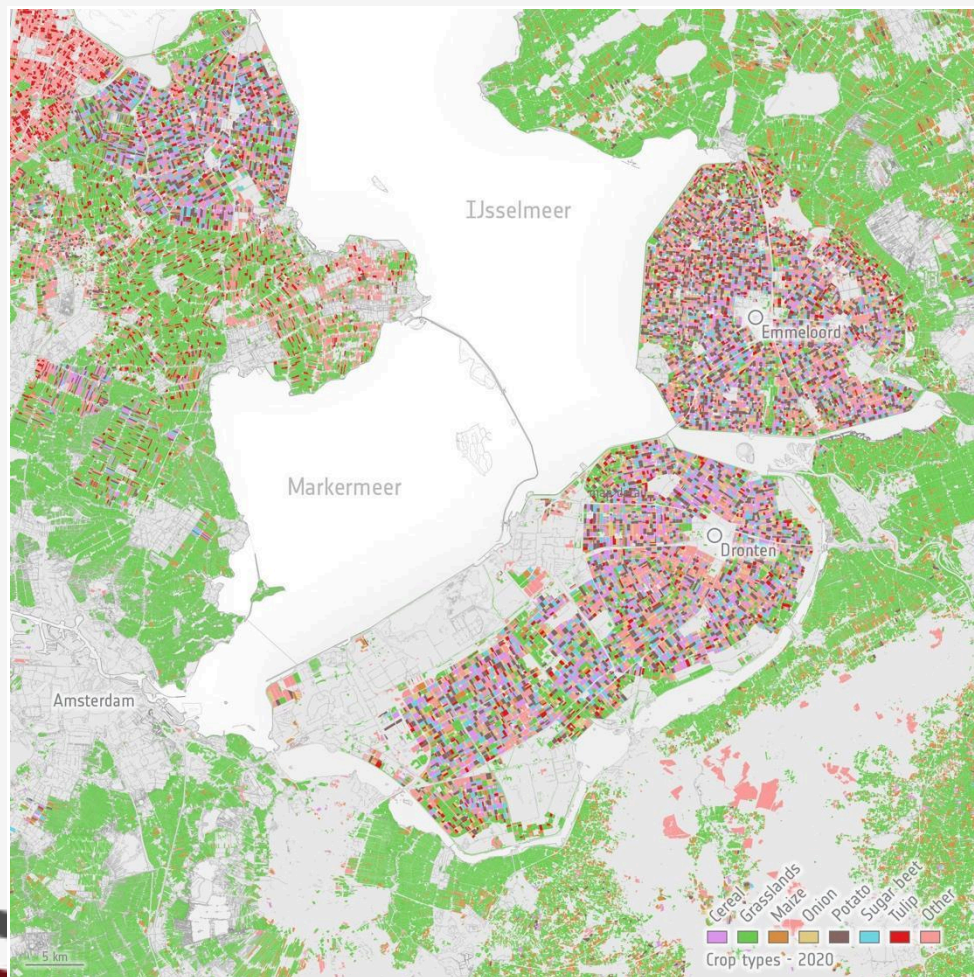 IJsselmeer
Emmeloord
Markermeer
Dronten
Amsterdam
Cereal
Grasslands
Maize
Onion
Potato
Sugar beet
Tulip
Other
5 km
Crop types - 2020